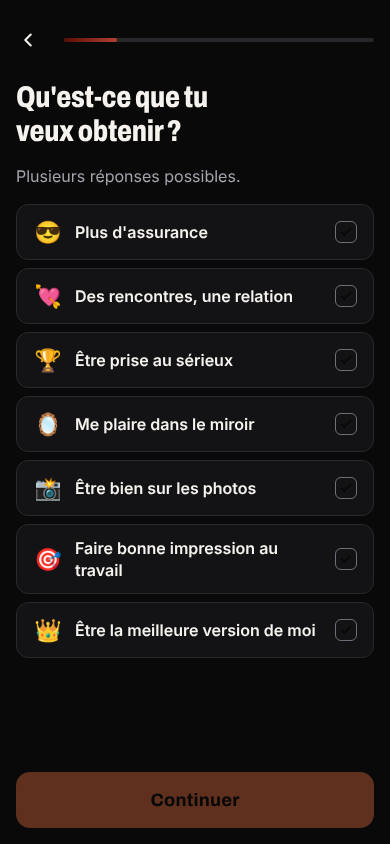 Qu'est-ce que tu
veux obtenir ?
Plusieurs réponses possibles.
Plus d'assurance
Des rencontres, une relation
Être prise au sérieux
Me plaire dans le miroir
Être bien sur les photos
Faire bonne impression au
travail
Être la meilleure version de moi
Continuer